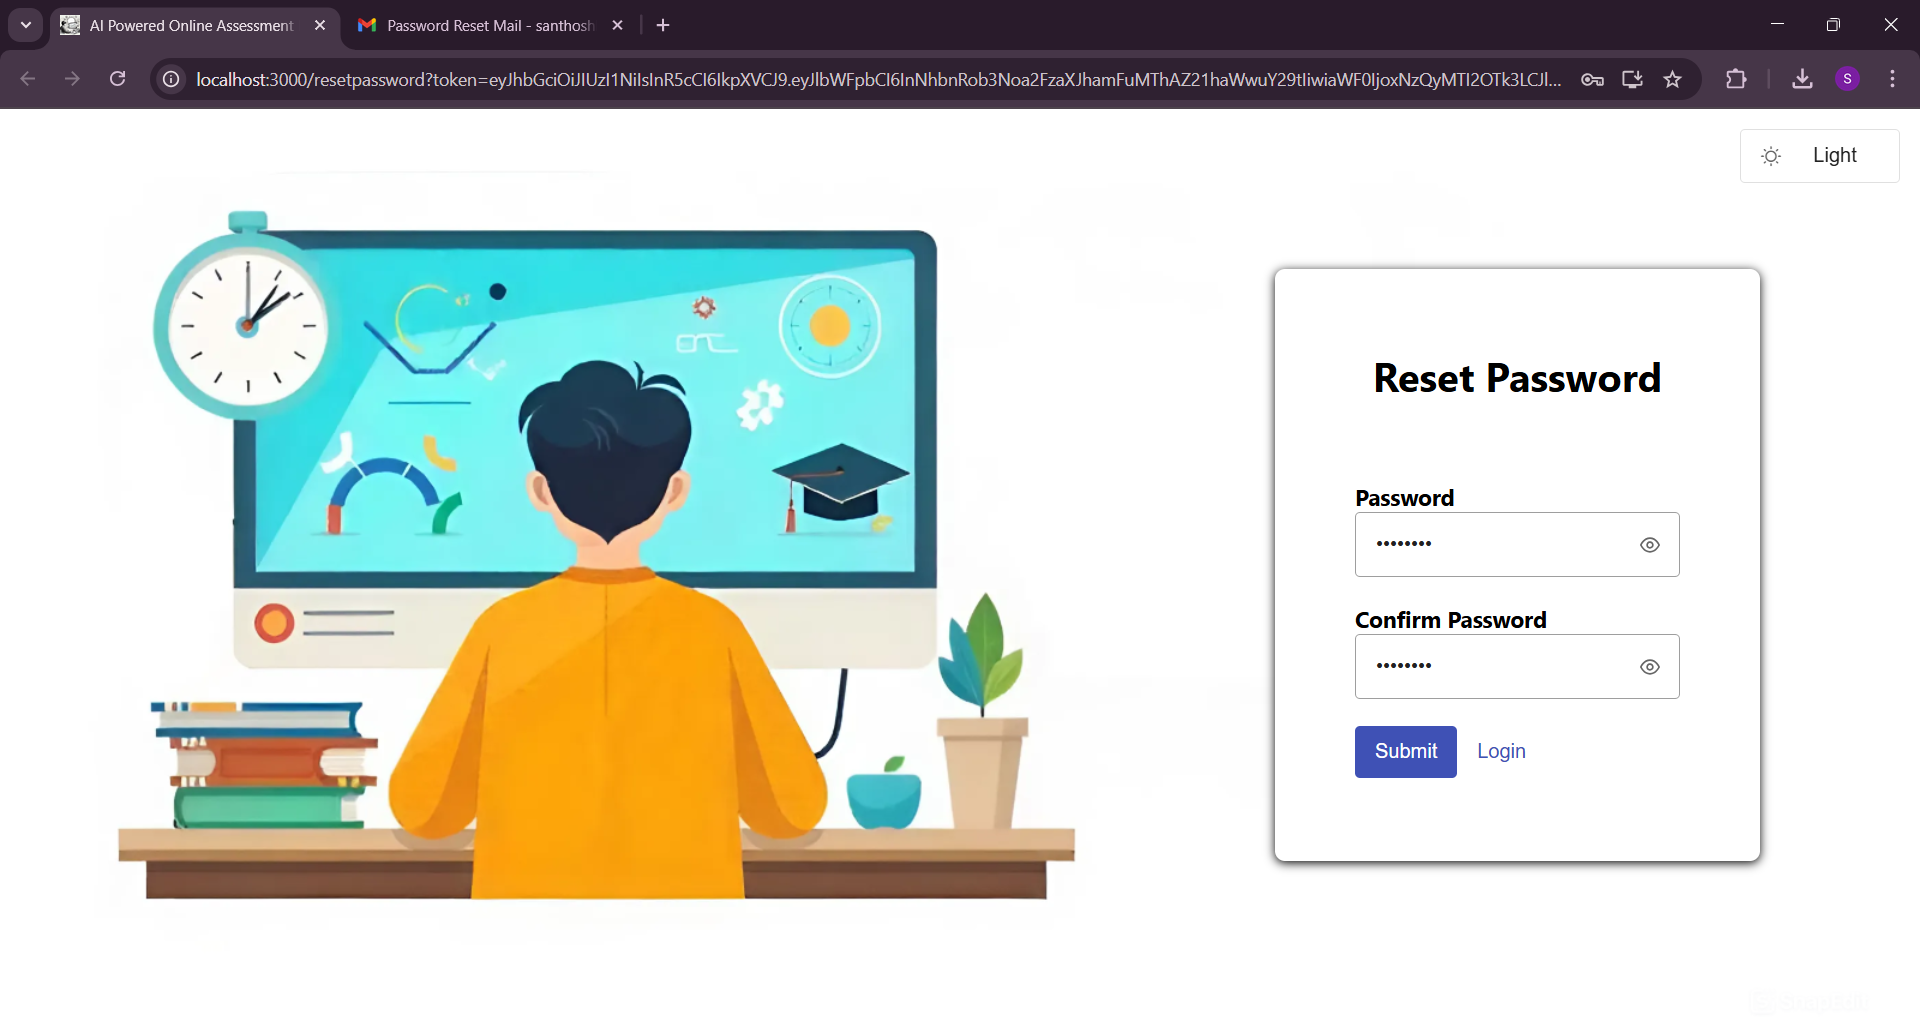 AI Powered Online Assessment
Password Reset Mail - santhosh
localhost:3000/resetpassword?token=eyJhbGciOiJIUzI1NiIsInR5cCI6IkpXVCJ9.eyJlbWFpbCI6InNhbnRob3Noa2FzaXJhamFuMThAZ21haWwuY29tIiwiaWF0IjoxNzQyMTI2OTk3LCJl...
S
Light
Reset Password
Password
••••••••
Confirm Password
••••••••
Submit Login